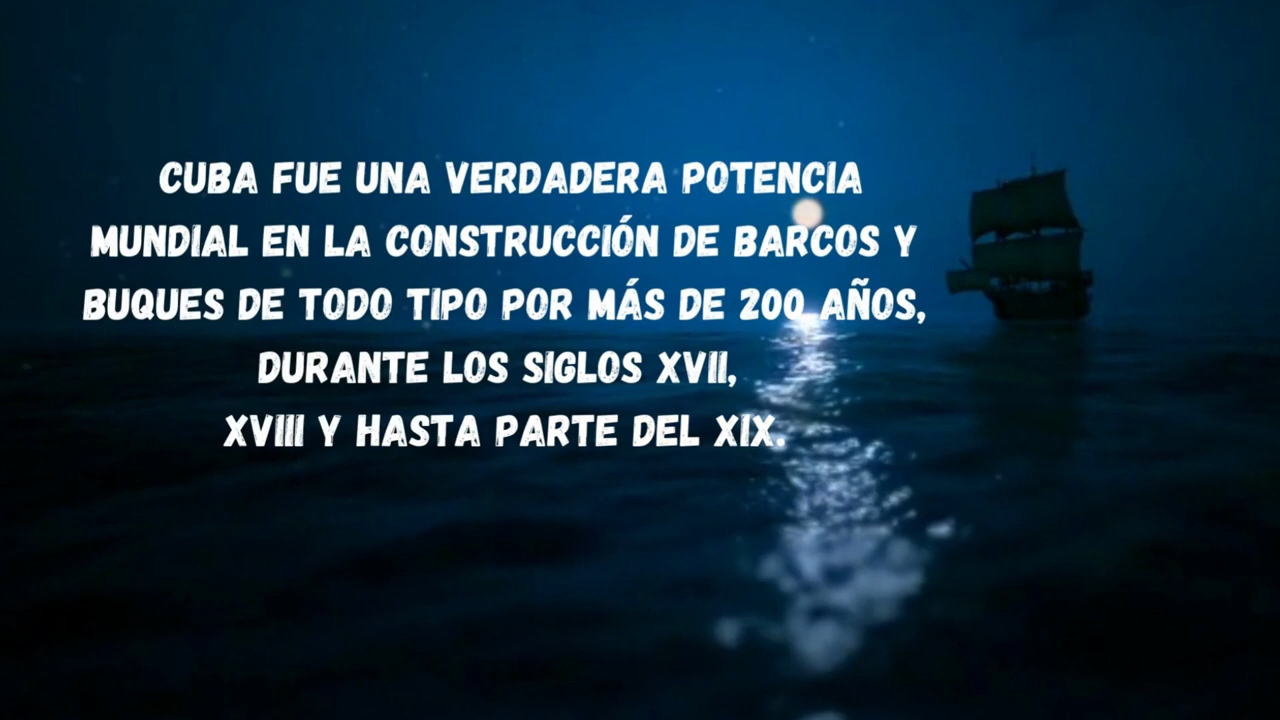 CUBA FUE UNA VERDADERA POTENCIA
MUNDIAL EN LA CONSTRUCCIÓN DE BARCOS Y
BUQUES DE TODO TIPO POR MÁS DE 200 AÑOS,
DURANTE LOS SIGLOS XVII,
XVIII Y HASTA PARTE DEL XIX.